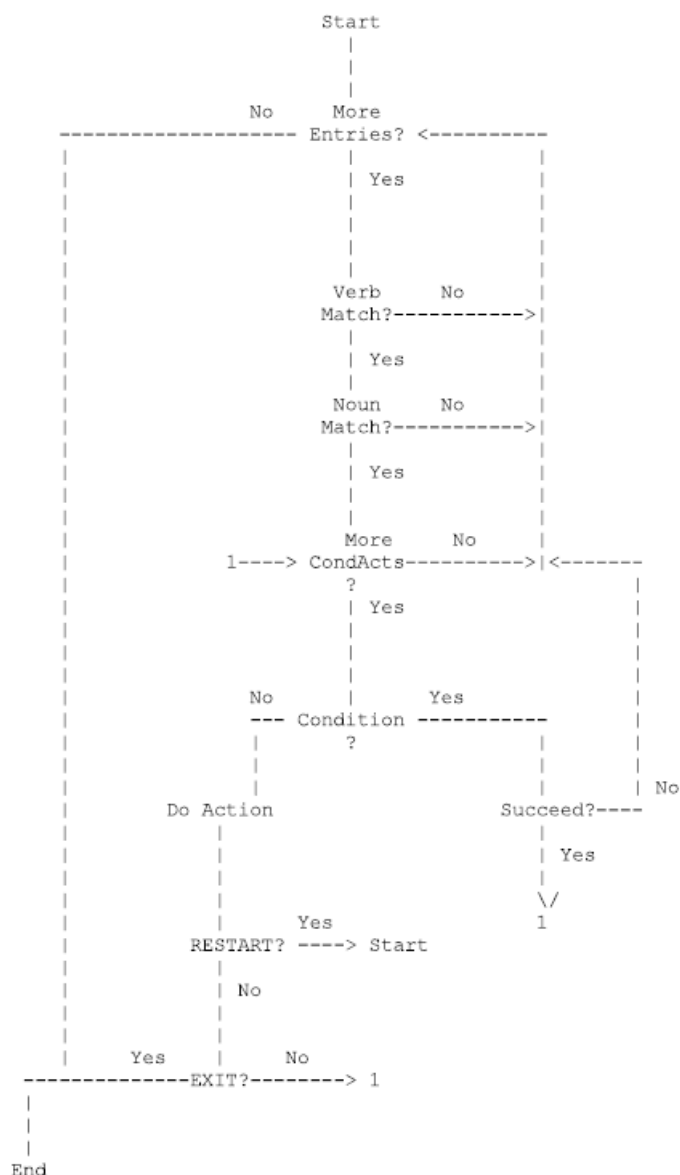 Start
No More
Entries? <----------
Yes
Verb No
Match?----------->
Yes
Noun No
Match?----------->
Yes
More No
1----> CondActs---------->|<-------
?
Yes
No Yes
--- Condition -----------
?
No
Do Action Succeed?----
Yes
\/
Yes 1
RESTART? ----> Start
No
Yes No
--------------EXIT?--------> 1
End